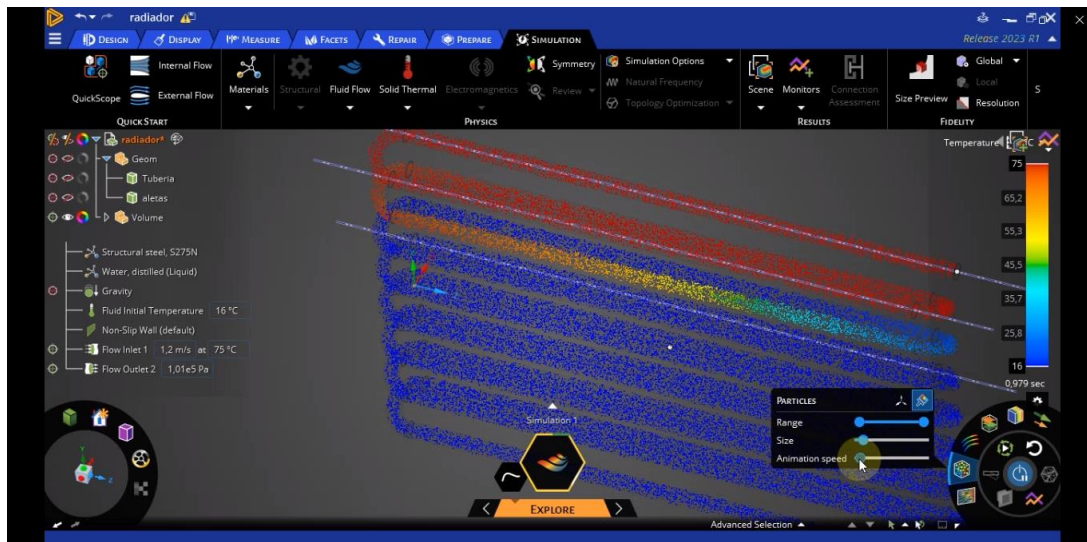 radiador
DESIGN DISPLAY MEASURE FACETS REPAIR PREPARE SIMULATION
Release 2023 R1
QuickScope
Internal Flow
External Flow
QUICK START
Materials
Structural
Fluid Flow
Solid Thermal
Electromagnetics
Symmetry
Review
PHYSICS
Simulation Options
Natural Frequency
Topology Optimization
Scene
Monitors
Connection
Assessment
RESULTS
Size Preview
Global
Local
Resolution
FIDELITY
S
radiador*
Geom
Tuberia
aletas
Volume
Structural steel, S275N
Water, distilled (Liquid)
Gravity
Fluid Initial Temperature 16 °C
Non-Slip Wall (default)
Flow Inlet 1 1,2 m/s at 75 °C
Flow Outlet 2 1,01e5 Pa
Temperature °C
75
65,2
55,3
45,5
35,7
25,8
16
0,979 sec
PARTICLES
Range
Size
Animation speed
Simulation 1
EXPLORE
Advanced Selection